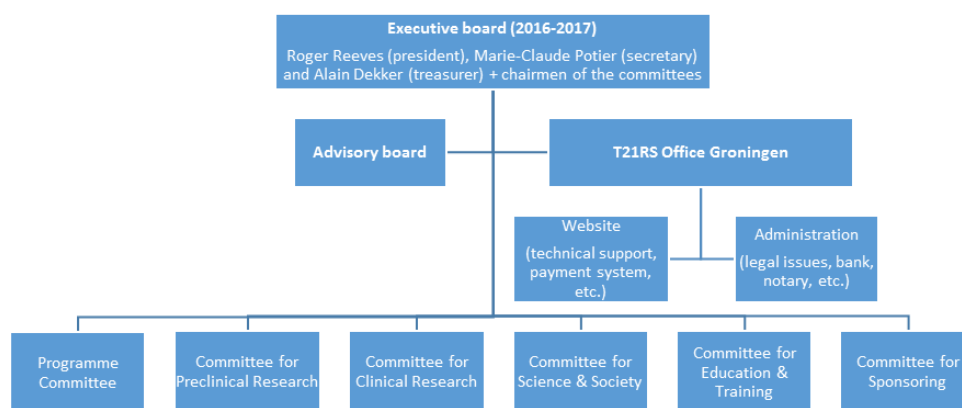 Executive board (2016-2017)
Roger Reeves (president), Marie-Claude Potier (secretary)
and Alain Dekker (treasurer) + chairmen of the committees
Advisory board
T21RS Office Groningen
Website
(technical support,
payment system,
etc.)
Administration
(legal issues, bank,
notary, etc.)
Programme
Committee
Committee for
Preclinical Research
Committee for
Clinical Research
Committee for
Science & Society
Committee for
Education &
Training
Committee for
Sponsoring